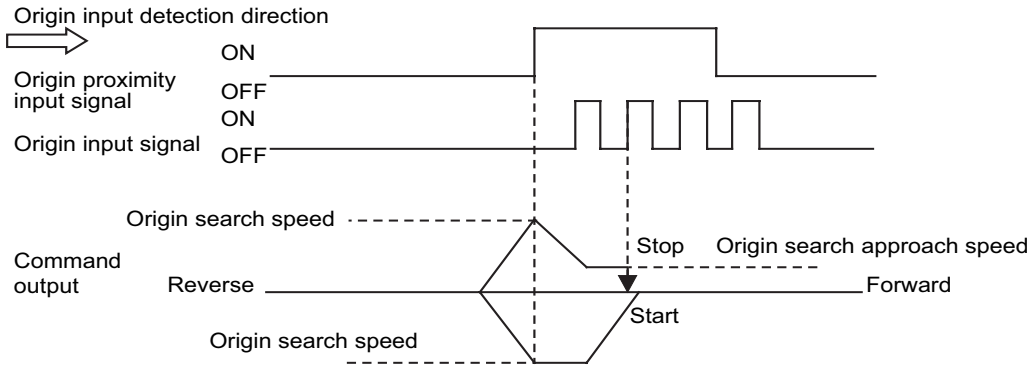 Origin input detection direction
ON
Origin proximity
input signal
OFF
ON
Origin input signal
OFF
Origin search speed
Stop
Origin search approach speed
Command
output
Reverse
Forward
Start
Origin search speed